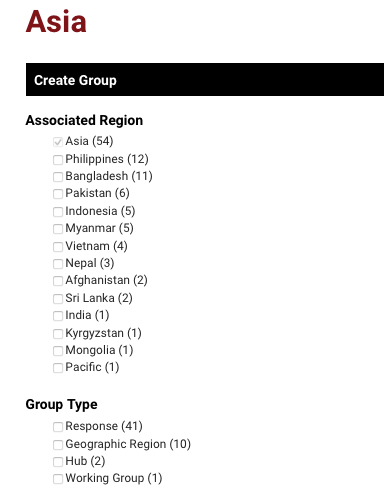 Asia
Create Group
Associated Region
Asia (54)
Philippines (12)
Bangladesh (11)
Pakistan (6)
Indonesia (5)
Myanmar (5)
Vietnam (4)
Nepal (3)
Afghanistan (2)
Sri Lanka (2)
India (1)
Kyrgyzstan (1)
Mongolia (1)
Pacific (1)
Group Type
Response (41)
Geographic Region (10)
Hub (2)
Working Group (1)